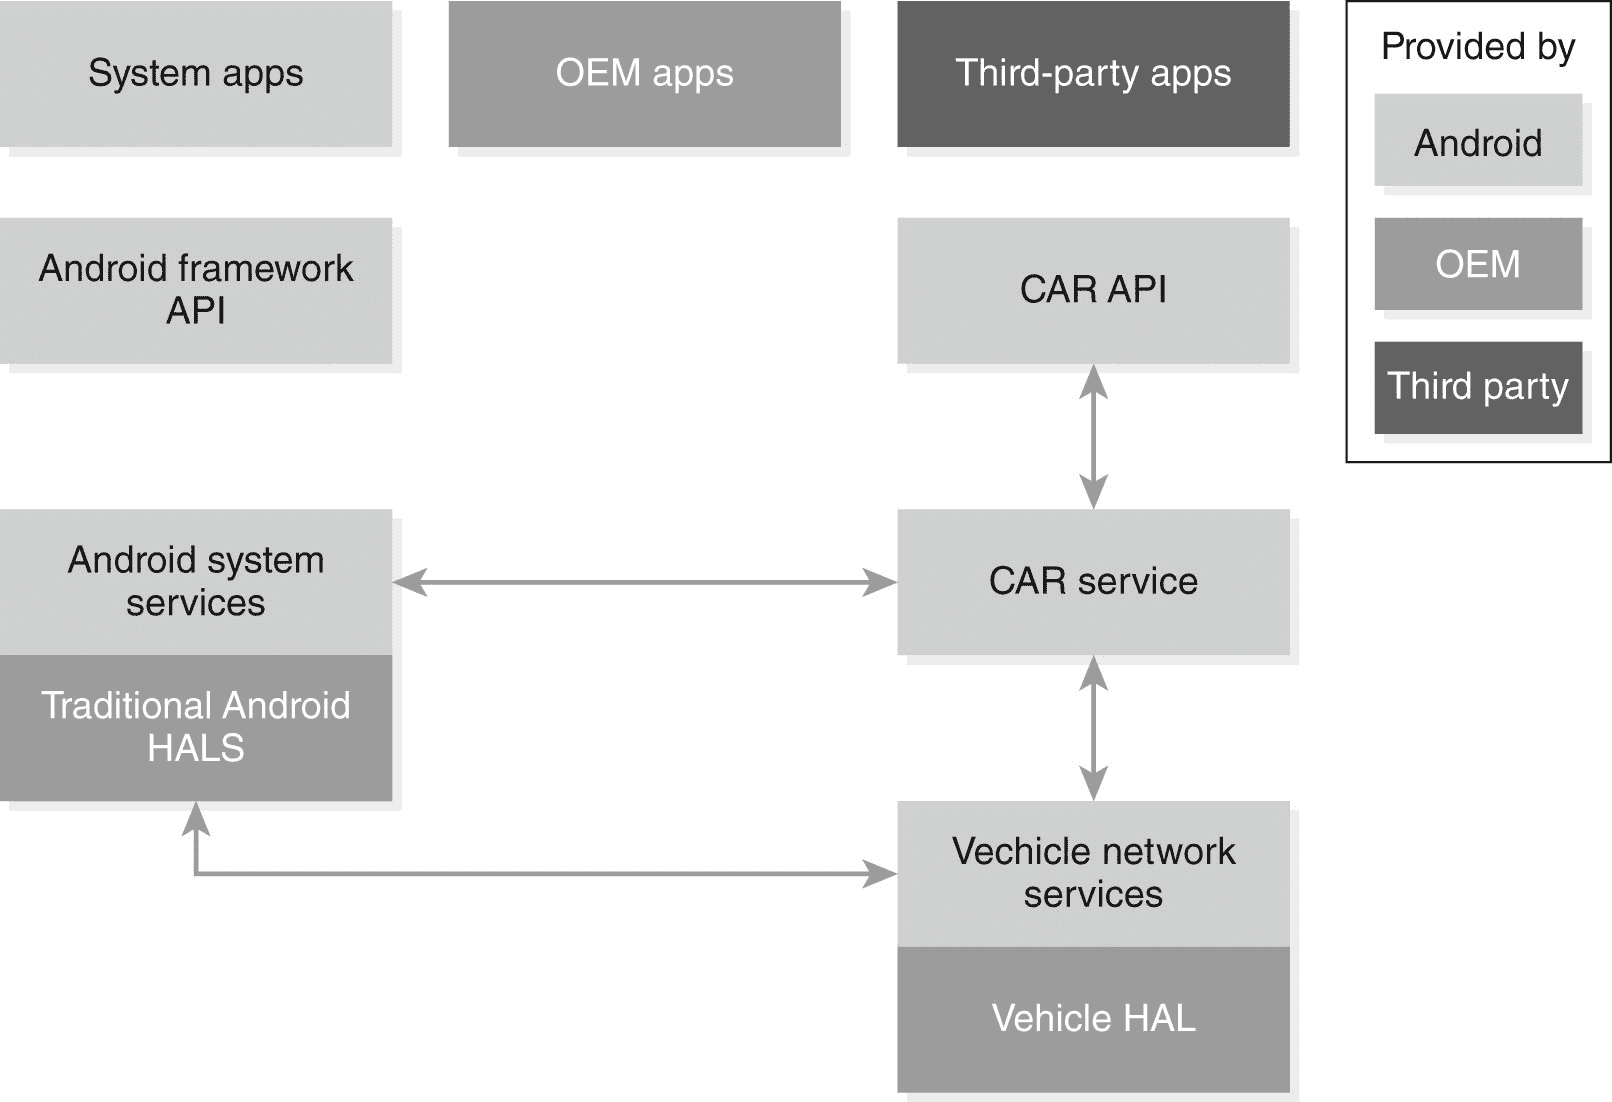 System apps
OEM apps
Third-party apps
Provided by
Android
OEM
Third party
Android framework
API
CAR API
Android system
services
CAR service
Traditional Android
HALS
Vechicle network
services
Vehicle HAL